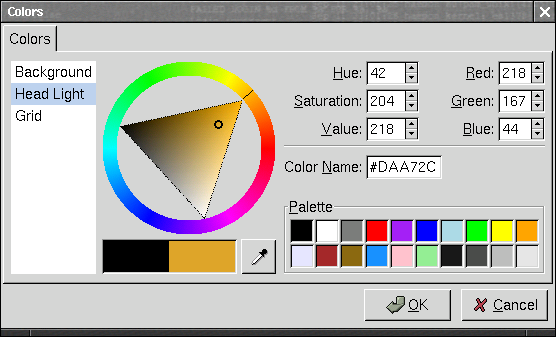 Colors
Colors
Background
Head Light
Grid
Hue: 42
Red: 218
Saturation: 204
Green: 167
Value: 218
Blue: 44
Color Name: #DAA72C
Palette
OK
Cancel